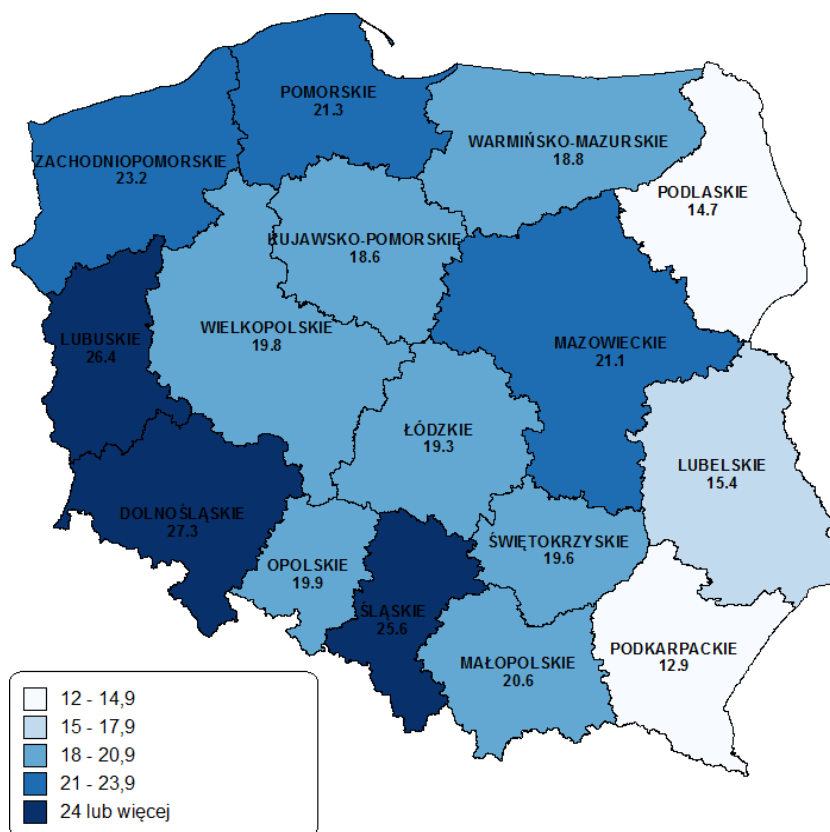 POMORSKIE
21.3
WARMIŃSKO-MAZURSKIE
18.8
ZACHODNIOPOMORSKIE
23.2
PODLASKIE
14.7
KUJAWSKO-POMORSKIE
18.6
LUBUSKIE
26.4
WIELKOPOLSKIE
19.8
MAZOWIECKIE
21.1
ŁÓDZKIE
19.3
LUBELSKIE
15.4
DOLNOŚLĄSKIE
27.3
OPOLSKIE
19.9
ŚWIĘTOKRZYSKIE
19.6
ŚLĄSKIE
25.6
MAŁOPOLSKIE
20.6
PODKARPACKIE
12.9
12 - 14,9
15 - 17,9
18 - 20,9
21 - 23,9
24 lub więcej